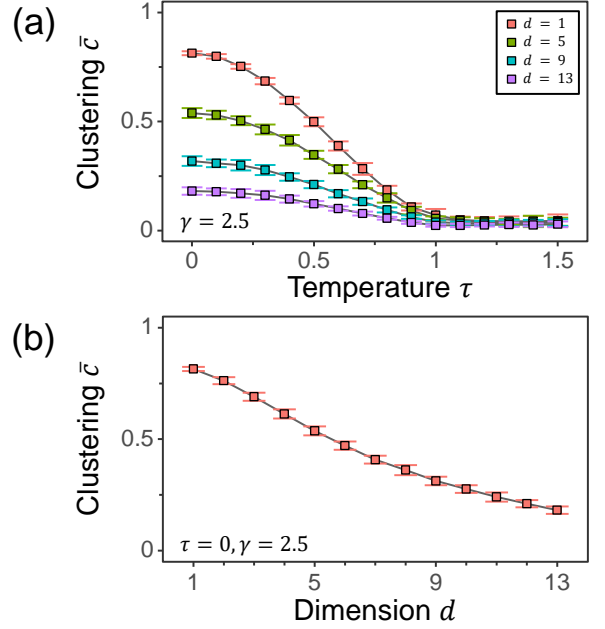 (a)
Clustering c̄
1
0.5
0
d = 1
d = 5
d = 9
d = 13
γ = 2.5
0
0.5
1
1.5
Temperature τ
(b)
Clustering c̄
1
0.5
0
τ = 0, γ = 2.5
1
5
9
13
Dimension d